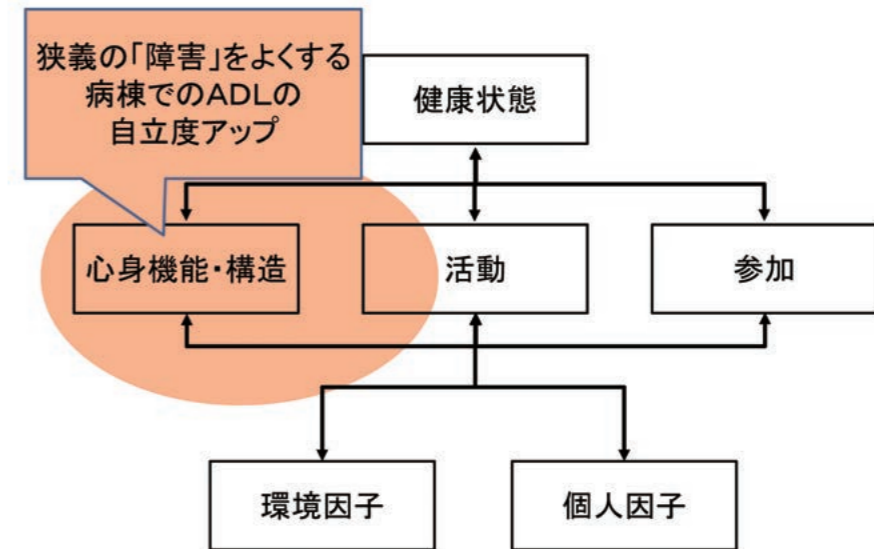 狭義の「障害」をよくする
病棟でのADLの
自立度アップ
健康状態
心身機能・構造
活動
参加
環境因子
個人因子